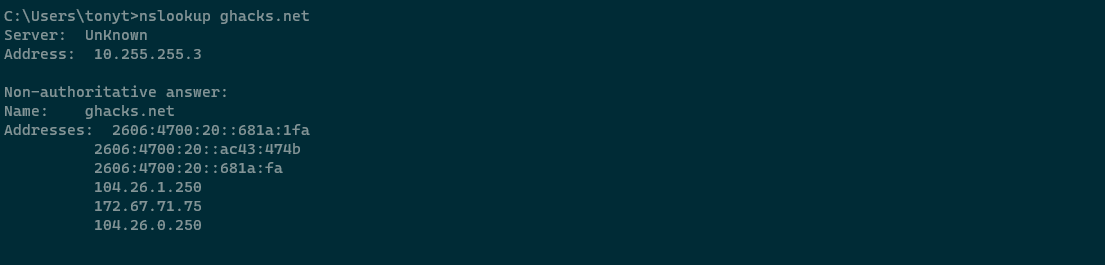 C:\Users\tonyt>nslookup ghacks.net
Server:  UnKnown
Address:  10.255.255.3

Non-authoritative answer:
Name:    ghacks.net
Addresses:  2606:4700:20::681a:1fa
          2606:4700:20::ac43:474b
          2606:4700:20::681a:fa
          104.26.1.250
          172.67.71.75
          104.26.0.250